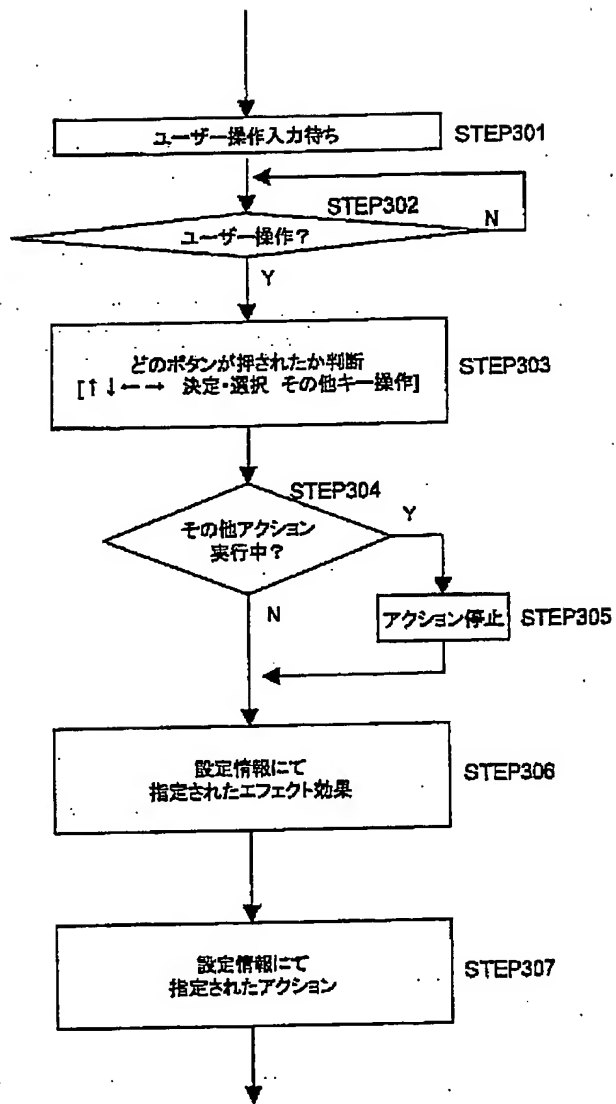 ユーザー操作入力待ち
STEP301
STEP302
N
ユーザー操作?
Y
どのボタンが押されたか判断
[↑↓←→ 決定・選択 その他キー操作]
STEP303
STEP304
Y
その他アクション
実行中?
N
アクション停止
STEP305
設定情報にて
指定されたエフェクト効果
STEP306
設定情報にて
指定されたアクション
STEP307